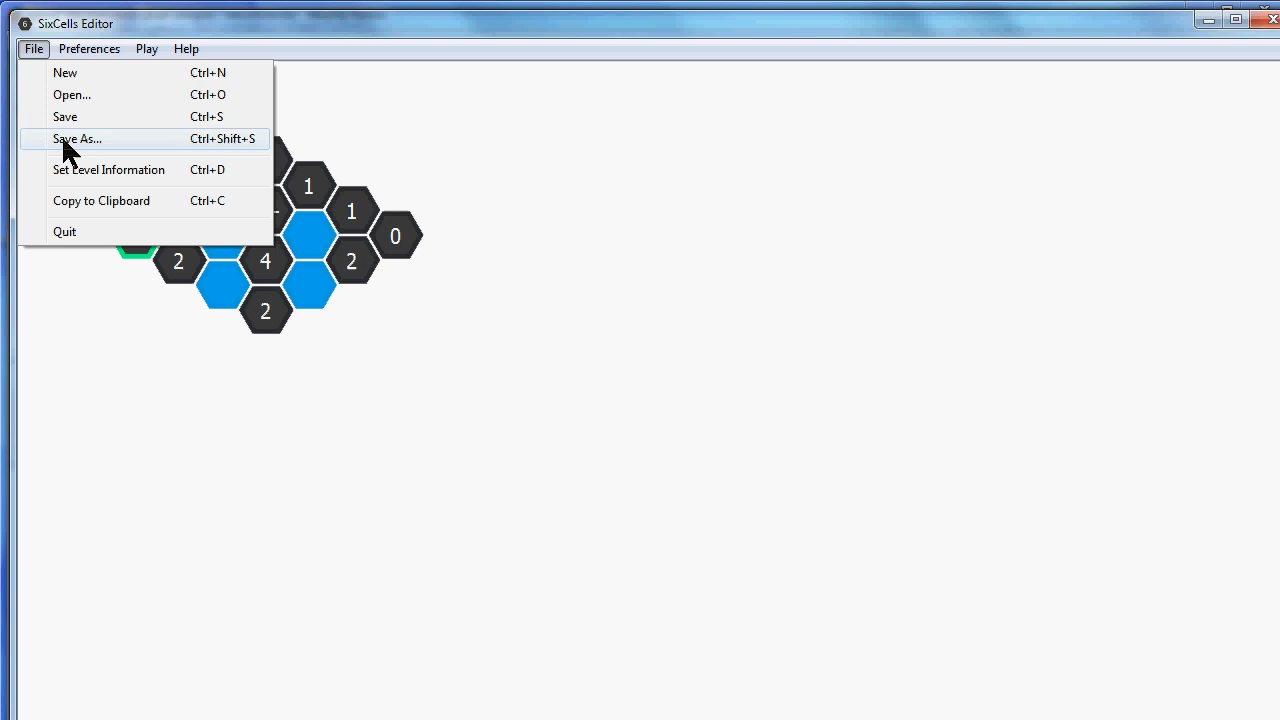 SixCells Editor
File Preferences Play Help
New Ctrl+N
Open... Ctrl+O
Save Ctrl+S
Save As... Ctrl+Shift+S
Set Level Information Ctrl+D
Copy to Clipboard Ctrl+C
Quit
1
1
0
2 4 2
2